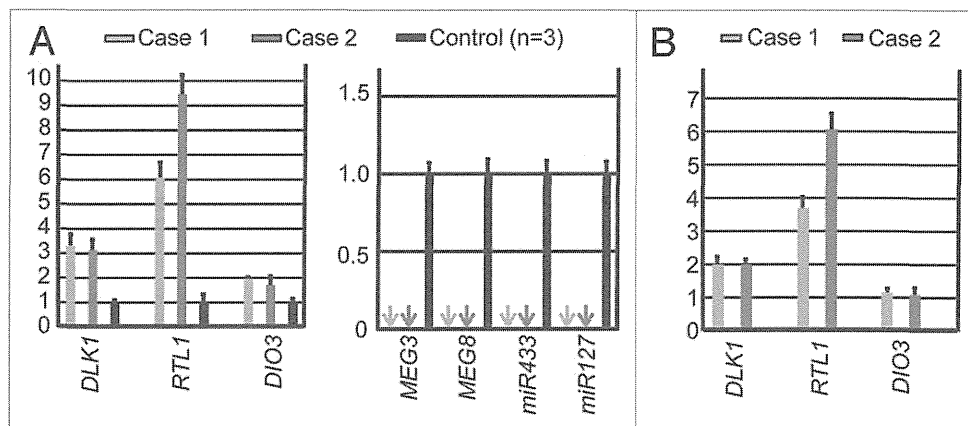 A
Case 1 Case 2 Control (n=3)
10
9
8
7
6
5
4
3
2
1
0
DLK1
RTL1
DIO3
1.5
1.0
0.5
0
MEG3
MEG8
miR433
miR127
B
Case 1 Case 2
7
6
5
4
3
2
1
0
DLK1
RTL1
DIO3